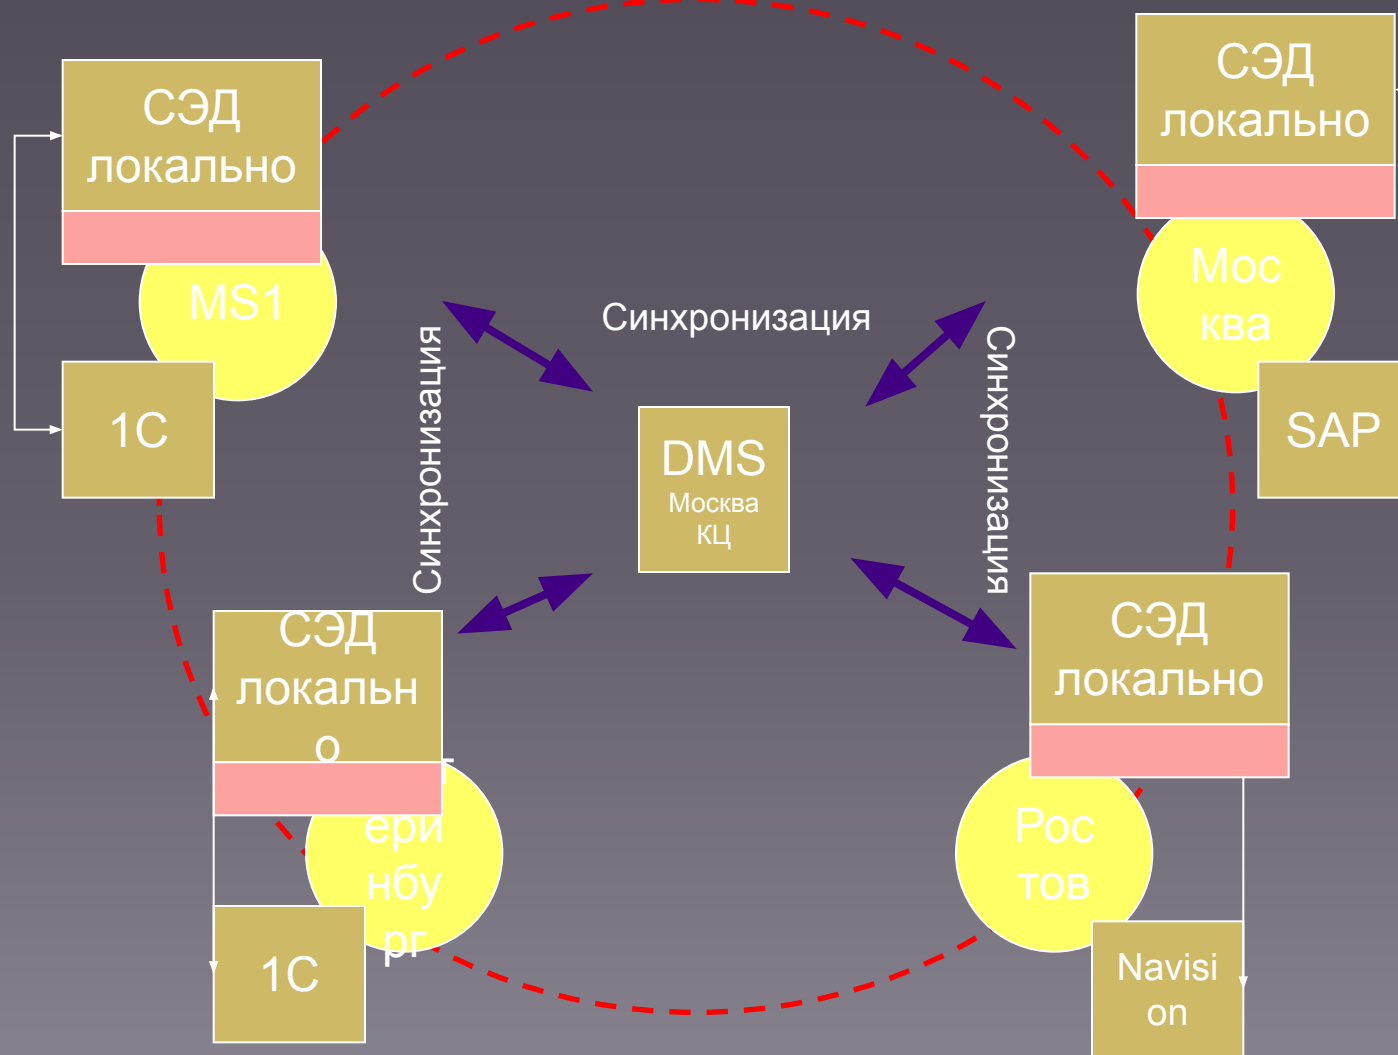 СЭД
локально
MS1
1С
СЭД
локально
Мос
ква
SAP
Синхронизация
Синхронизация
Синхронизация
DMS
Москва
КЦ
СЭД
локальн
о
ери
нбу
рг
1С
СЭД
локально
Рос
тов
Navisi
on